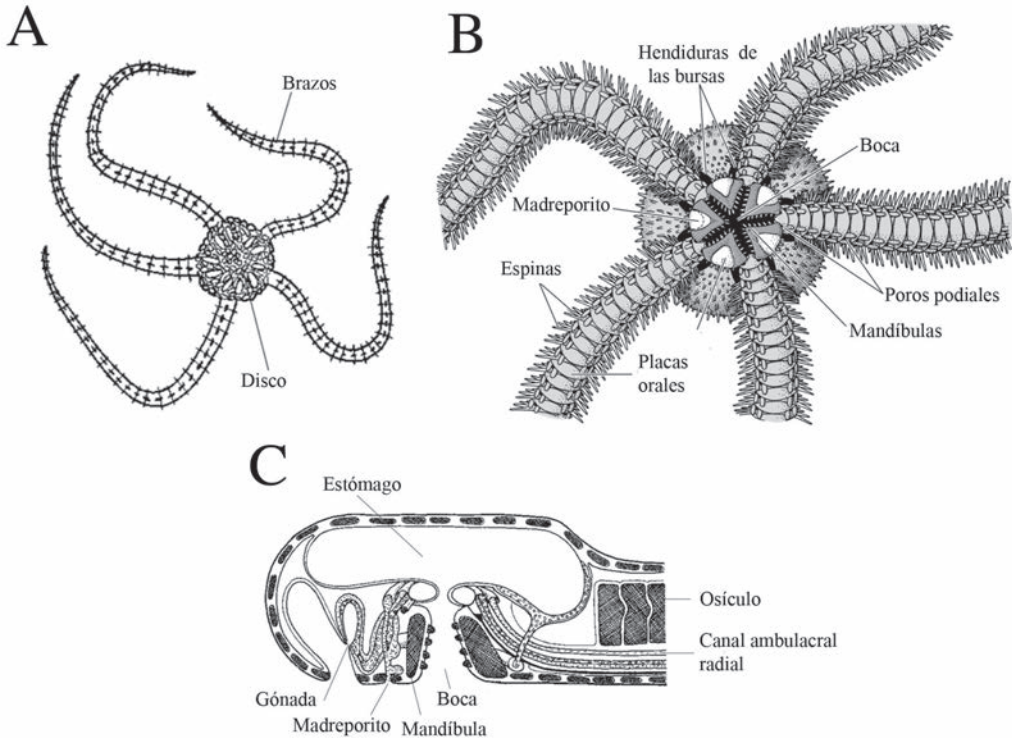 A
Brazos
Disco
B
Hendiduras de
las bursas
Boca
Madreporito
Espinas
Poros podiales
Mandíbulas
Placas
orales
C
Estómago
Osículo
Canal ambulacral
radial
Gónada
Boca
Madreporito
Mandíbula